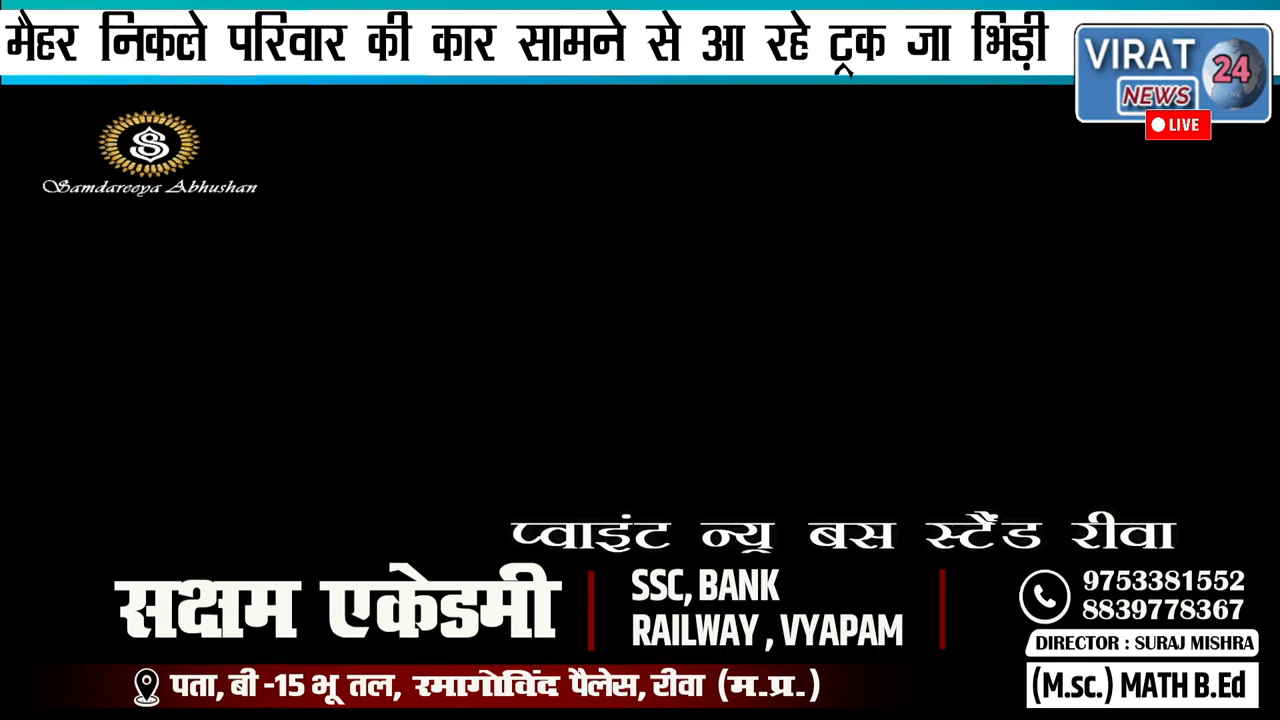 मैहर निकले परिवार की कार सामने से आ रहे ट्रक जा भिड़ी
VIRAT
NEWS
24
LIVE
S
Samdareeya Abhushan
प्वाइंट न्यू बस स्टैंड रीवा
सक्षम एकेडमी
SSC, BANK
RAILWAY , VYAPAM
9753381552
8839778367
DIRECTOR : SURAJ MISHRA
(M.sc.) MATH B.Ed
पता, बी -15 भू तल, रमागोविंद पैलेस, रीवा (म.प्र.)